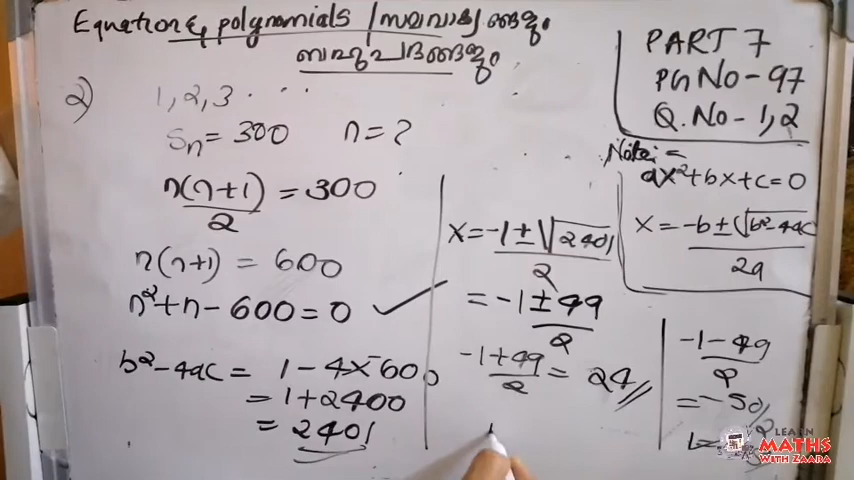 Equation & polynomials / സമവാക്യങ്ങളും
ബഹുപദങ്ങളും
PART 7
PG NO - 97
Q. NO - 1, 2
2)
1, 2, 3 . . .
Sn = 300 n = ?
n(n+1)/2 = 300
n(n+1) = 600
n²+n-600=0
b²-4ac = 1-4×-600
= 1+2400
= 2401
x = -1±√2401/2
= -1±49/2
-1+49/2 = 24//
-1-49/2
= -50/2
Note:-
ax²+bx+c=0
x = -b±√b²-4ac/2a
LEARN
MATHS
WITH ZAARA